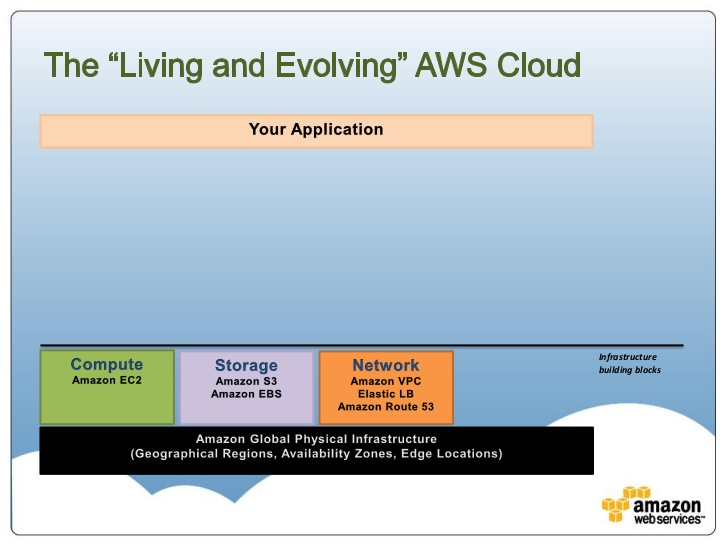 The “Living and Evolving” AWS Cloud
Your Application
Infrastructure
building blocks
Compute
Amazon EC2
Storage
Amazon S3
Amazon EBS
Network
Amazon VPC
Elastic LB
Amazon Route 53
Amazon Global Physical Infrastructure
(Geographical Regions, Availability Zones, Edge Locations)
amazon
webservices™